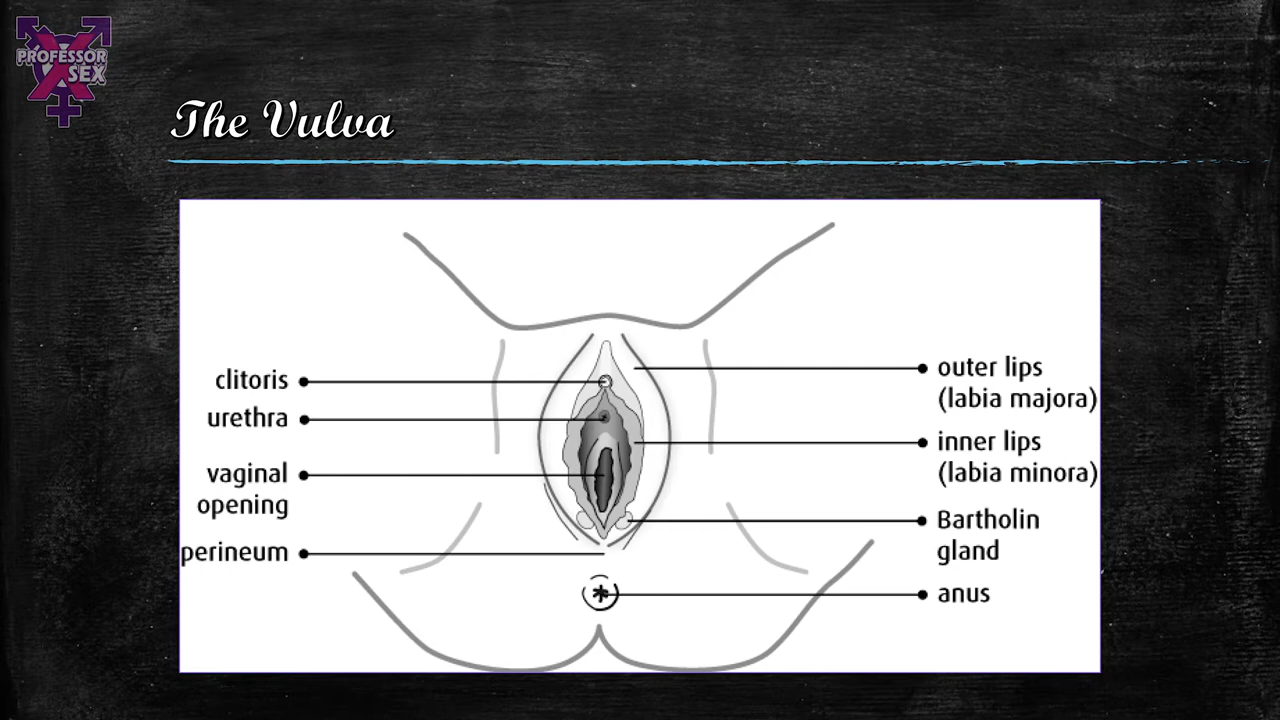 PROFESSOR
SEX
The Vulva
clitoris
urethra
vaginal
opening
perineum
outer lips
(labia majora)
inner lips
(labia minora)
Bartholin
gland
anus